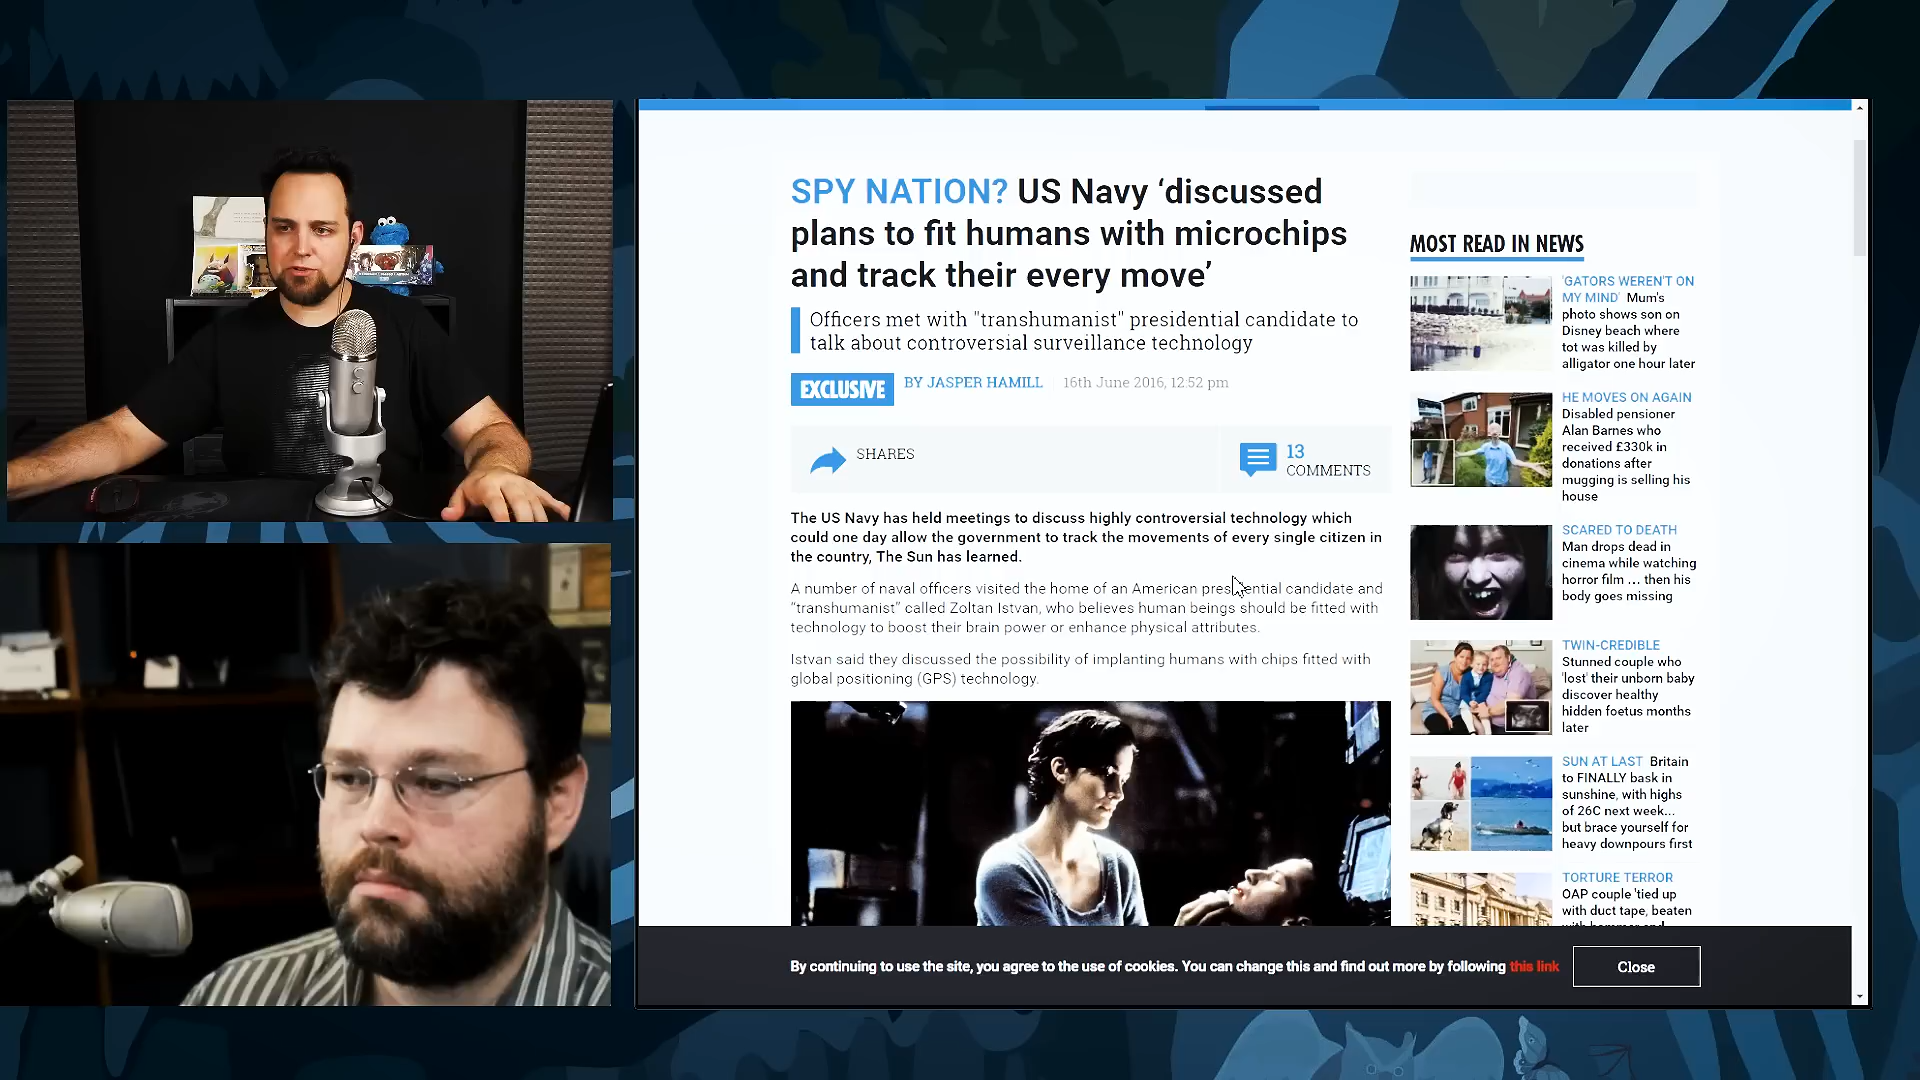 SPY NATION? US Navy ‘discussed
plans to fit humans with microchips
and track their every move’
Officers met with "transhumanist" presidential candidate to
talk about controversial surveillance technology
EXCLUSIVE
BY JASPER HAMILL
16th June 2016, 12:52 pm
SHARES
13
COMMENTS
The US Navy has held meetings to discuss highly controversial technology which
could one day allow the government to track the movements of every single citizen in
the country, The Sun has learned.
A number of naval officers visited the home of an American presidential candidate and
“transhumanist” called Zoltan Istvan, who believes human beings should be fitted with
technology to boost their brain power or enhance physical attributes.
Istvan said they discussed the possibility of implanting humans with chips fitted with
global positioning (GPS) technology.
MOST READ IN NEWS
'GATORS WEREN'T ON
MY MIND' Mum's
photo shows son on
Disney beach where
tot was killed by
alligator one hour later
HE MOVES ON AGAIN
Disabled pensioner
Alan Barnes who
received £330k in
donations after
mugging is selling his
house
SCARED TO DEATH
Man drops dead in
cinema while watching
horror film ... then his
body goes missing
TWIN-CREDIBLE
Stunned couple who
'lost' their unborn baby
discover healthy
hidden foetus months
later
SUN AT LAST Britain
to FINALLY bask in
sunshine, with highs
of 26C next week...
but brace yourself for
heavy downpours first
TORTURE TERROR
OAP couple 'tied up
with duct tape, beaten
By continuing to use the site, you agree to the use of cookies. You can change this and find out more by following this link
Close